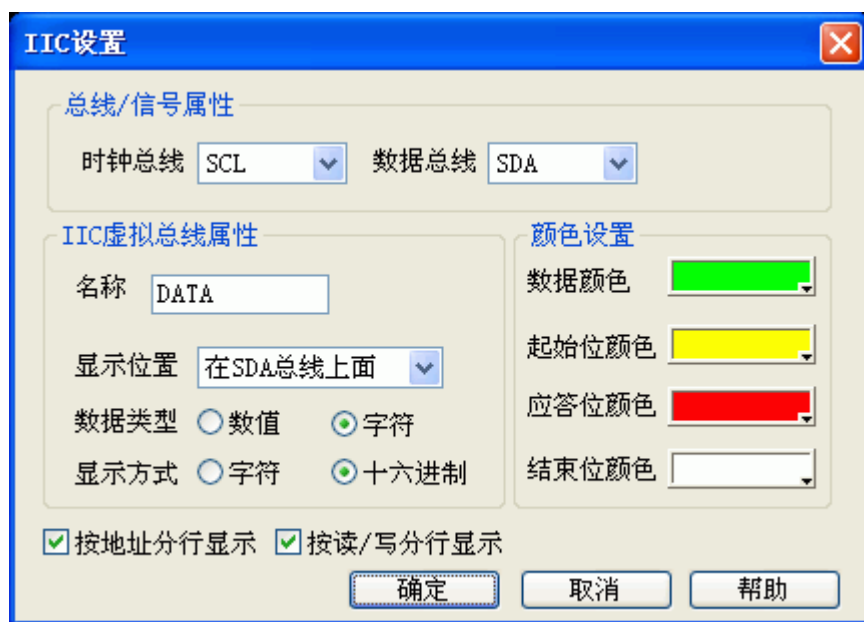 IIC设置
总线/信号属性
时钟总线 SCL 数据总线 SDA
IIC虚拟总线属性
名称 DATA
显示位置 在SDA总线上面
数据类型 数值 字符
显示方式 字符 十六进制
颜色设置
数据颜色
起始位颜色
应答位颜色
结束位颜色
按地址分行显示 按读/写分行显示
确定 取消 帮助